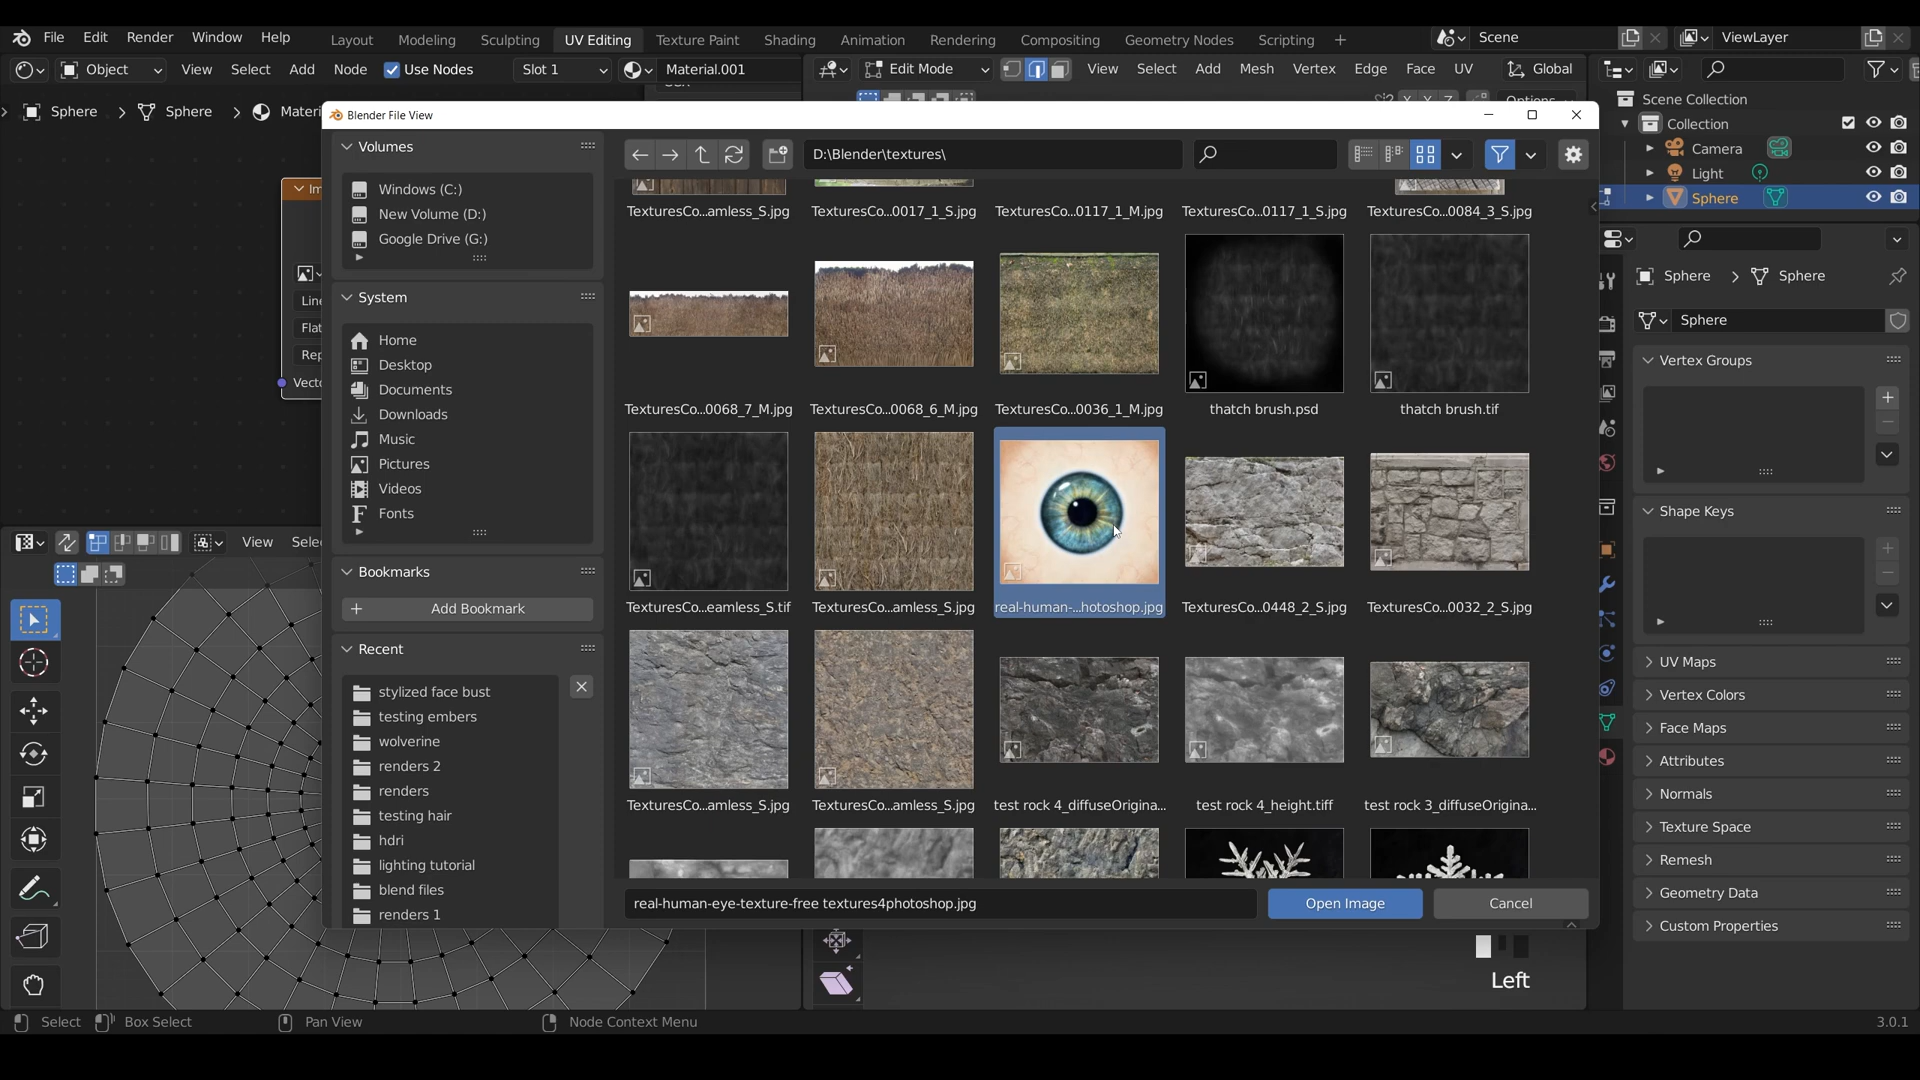 File Edit Render Window Help Layout Modeling Sculpting UV Editing Texture Paint Shading Animation Rendering Compositing Geometry Nodes Scripting + Scene ViewLayer
Object View Select Add Node Use Nodes Slot 1 Material.001 Edit Mode View Select Add Mesh Vertex Edge Face UV Global
Options
Sphere Sphere
Blender File View
Scene Collection
Collection
Camera
Light
Sphere
Volumes
Windows (C:)
New Volume (D:)
Google Drive (G:)
System
Home
Desktop
Documents
Downloads
Music
Pictures
Videos
Fonts
Bookmarks
Add Bookmark
Recent
stylized face bust
testing embers
wolverine
renders 2
renders
testing hair
hdri
lighting tutorial
blend files
renders 1
D:\Blender\textures\
TexturesCo...amless_S.jpg TexturesCo...0017_1_S.jpg TexturesCo...0117_1_M.jpg TexturesCo...0117_1_S.jpg TexturesCo...0084_3_S.jpg
TexturesCo...0068_7_M.jpg TexturesCo...0068_6_M.jpg TexturesCo...0036_1_M.jpg thatch brush.psd thatch brush.tif
TexturesCo...eamless_S.tif TexturesCo...amless_S.jpg real-human-...hotoshop.jpg TexturesCo...0448_2_S.jpg TexturesCo...0032_2_S.jpg
TexturesCo...amless_S.jpg TexturesCo...amless_S.jpg test rock 4_diffuseOrigina... test rock 4_height.tiff test rock 3_diffuseOrigina...
real-human-eye-texture-free textures4photoshop.jpg Open Image Cancel
Sphere Sphere
Sphere
Vertex Groups
Shape Keys
UV Maps
Vertex Colors
Face Maps
Attributes
Normals
Texture Space
Remesh
Geometry Data
Custom Properties
View
Left
Select Box Select Pan View Node Context Menu 3.0.1